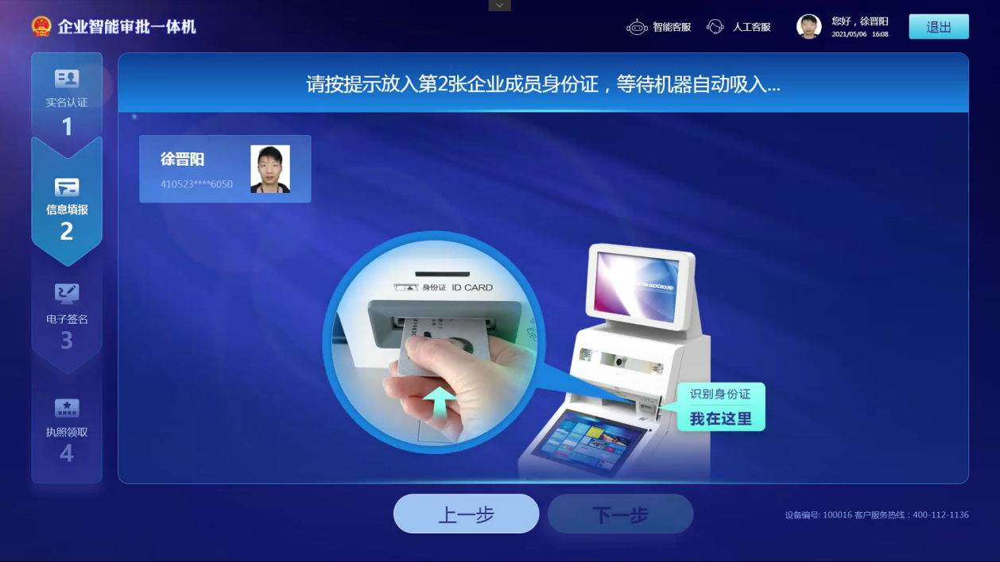 企业智能审批一体机
智能客服
人工客服
您好，徐晋阳
2021/05/06 16:08
退出
请按提示放入第2张企业成员身份证，等待机器自动吸入...
实名认证
1
信息填报
2
电子签名
3
执照领取
4
徐晋阳
410523****6050
身份证 ID CARD
识别身份证
我在这里
上一步
下一步
设备编号: 100016 客户服务热线：400-112-1136